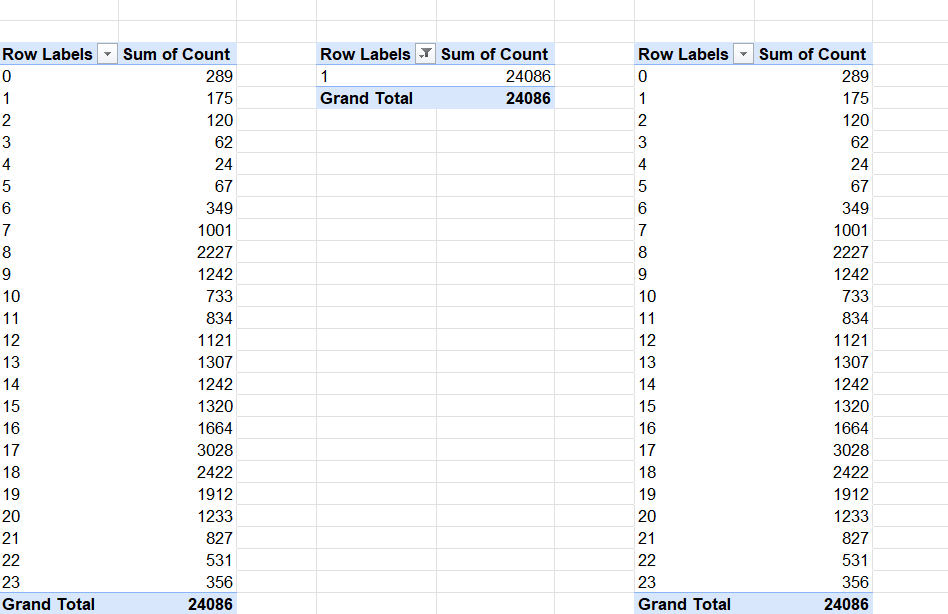 Row Labels Sum of Count Row Labels Sum of Count Row Labels Sum of Count
0 289 1 24086 0 289
1 175 Grand Total 24086 1 175
2 120 2 120
3 62 3 62
4 24 4 24
5 67 5 67
6 349 6 349
7 1001 7 1001
8 2227 8 2227
9 1242 9 1242
10 733 10 733
11 834 11 834
12 1121 12 1121
13 1307 13 1307
14 1242 14 1242
15 1320 15 1320
16 1664 16 1664
17 3028 17 3028
18 2422 18 2422
19 1912 19 1912
20 1233 20 1233
21 827 21 827
22 531 22 531
23 356 23 356
Grand Total 24086 Grand Total 24086